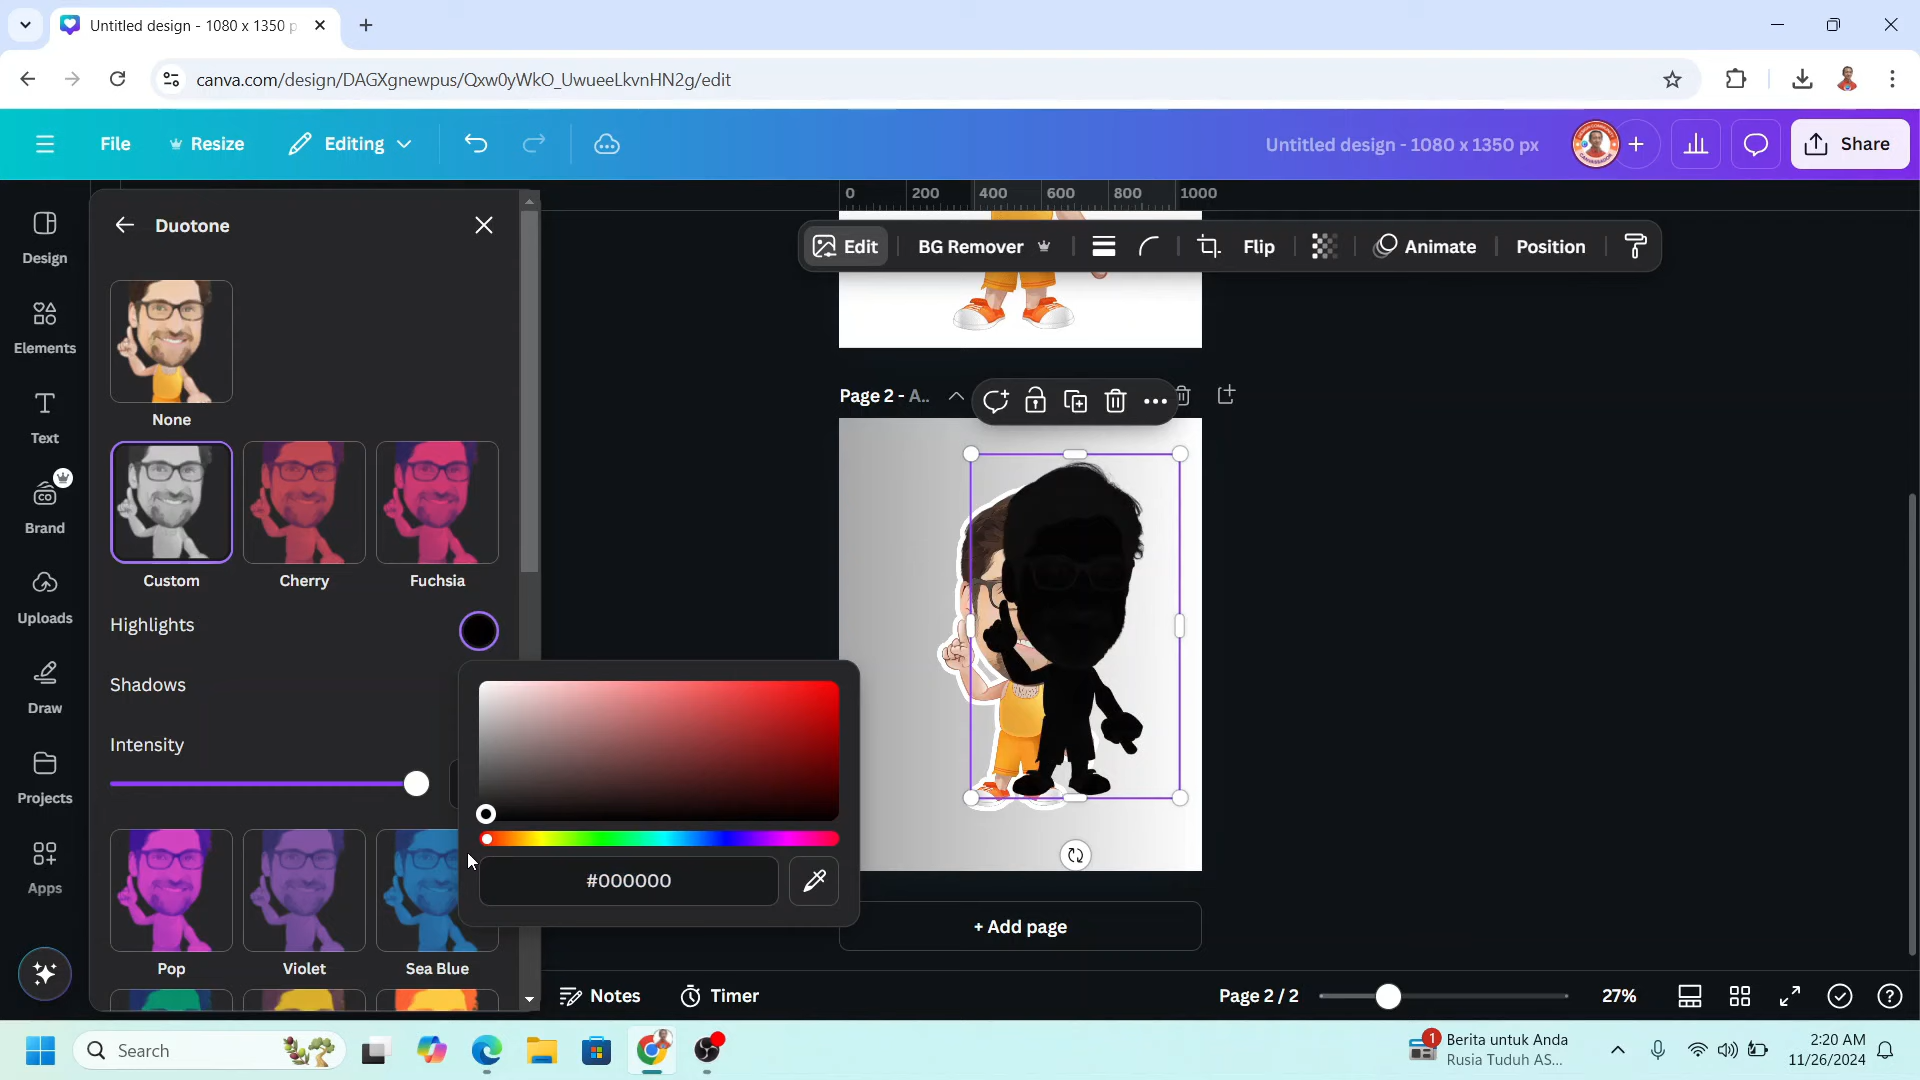 Untitled design - 1080 x 1350 p
canva.com/design/DAGXgnewpus/Qxw0yWkO_UwueeLkvnHN2g/edit
File
Resize
Editing
Untitled design - 1080 x 1350 px
Share
Design
Elements
Text
Brand
Uploads
Draw
Projects
Apps
Duotone
None
Custom
Cherry
Fuchsia
Highlights
Shadows
Intensity
Pop
Violet
Sea Blue
#000000
0 200 400 600 800 1000
Edit
BG Remover
Flip
Animate
Position
Page 2 - A..
+ Add page
Notes
Timer
Page 2 / 2
27%
Search
1
Berita untuk Anda
Rusia Tuduh AS...
2:20 AM
11/26/2024